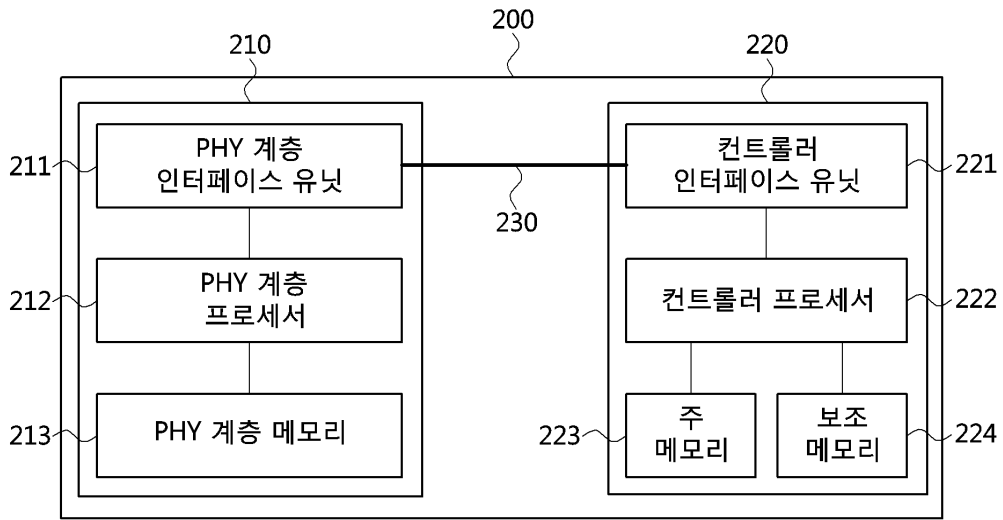 200
210
220
211
PHY 계층
인터페이스 유닛
230
컨트롤러
인터페이스 유닛
221
212
PHY 계층
프로세서
컨트롤러 프로세서
222
213
PHY 계층 메모리
223
주
메모리
보조
메모리
224